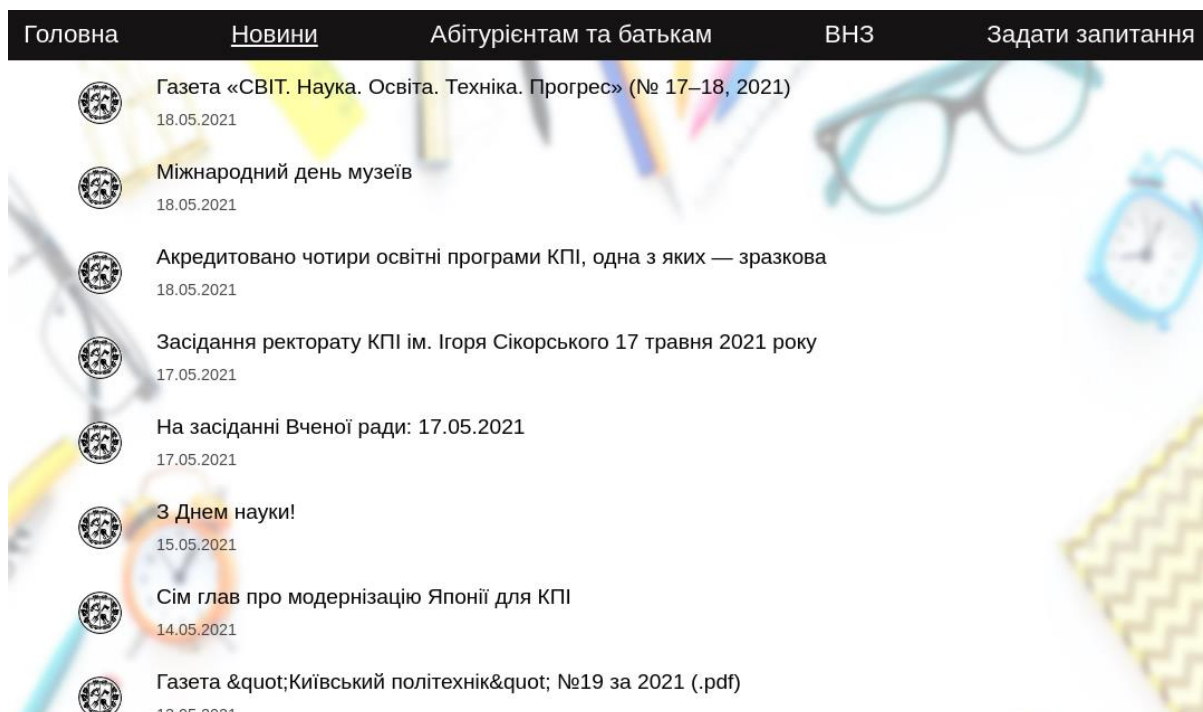 Головна Новини Абітурієнтам та батькам ВНЗ Задати запитання
Газета «СВІТ. Наука. Освіта. Техніка. Прогрес» (№ 17–18, 2021)
18.05.2021
Міжнародний день музеїв
18.05.2021
Акредитовано чотири освітні програми КПІ, одна з яких — зразкова
18.05.2021
Засідання ректорату КПІ ім. Ігоря Сікорського 17 травня 2021 року
17.05.2021
На засіданні Вченої ради: 17.05.2021
17.05.2021
З Днем науки!
15.05.2021
Сім глав про модернізацію Японії для КПІ
14.05.2021
Газета &quot;Київський політехнік&quot; №19 за 2021 (.pdf)